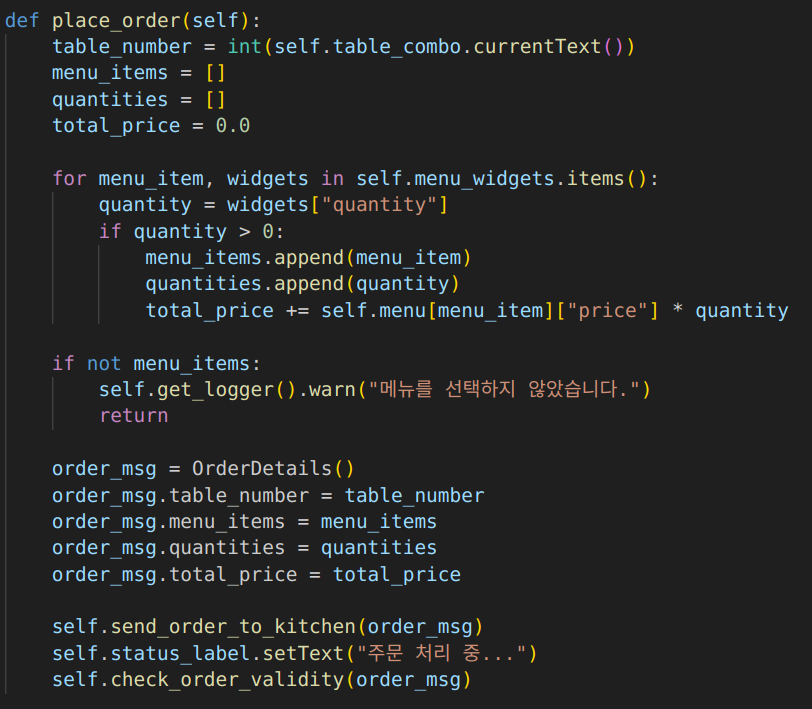 def place_order(self):
    table_number = int(self.table_combo.currentText())
    menu_items = []
    quantities = []
    total_price = 0.0

    for menu_item, widgets in self.menu_widgets.items():
        quantity = widgets["quantity"]
        if quantity > 0:
            menu_items.append(menu_item)
            quantities.append(quantity)
            total_price += self.menu[menu_item]["price"] * quantity

    if not menu_items:
        self.get_logger().warn("메뉴를 선택하지 않았습니다.")
        return

    order_msg = OrderDetails()
    order_msg.table_number = table_number
    order_msg.menu_items = menu_items
    order_msg.quantities = quantities
    order_msg.total_price = total_price

    self.send_order_to_kitchen(order_msg)
    self.status_label.setText("주문 처리 중...")
    self.check_order_validity(order_msg)